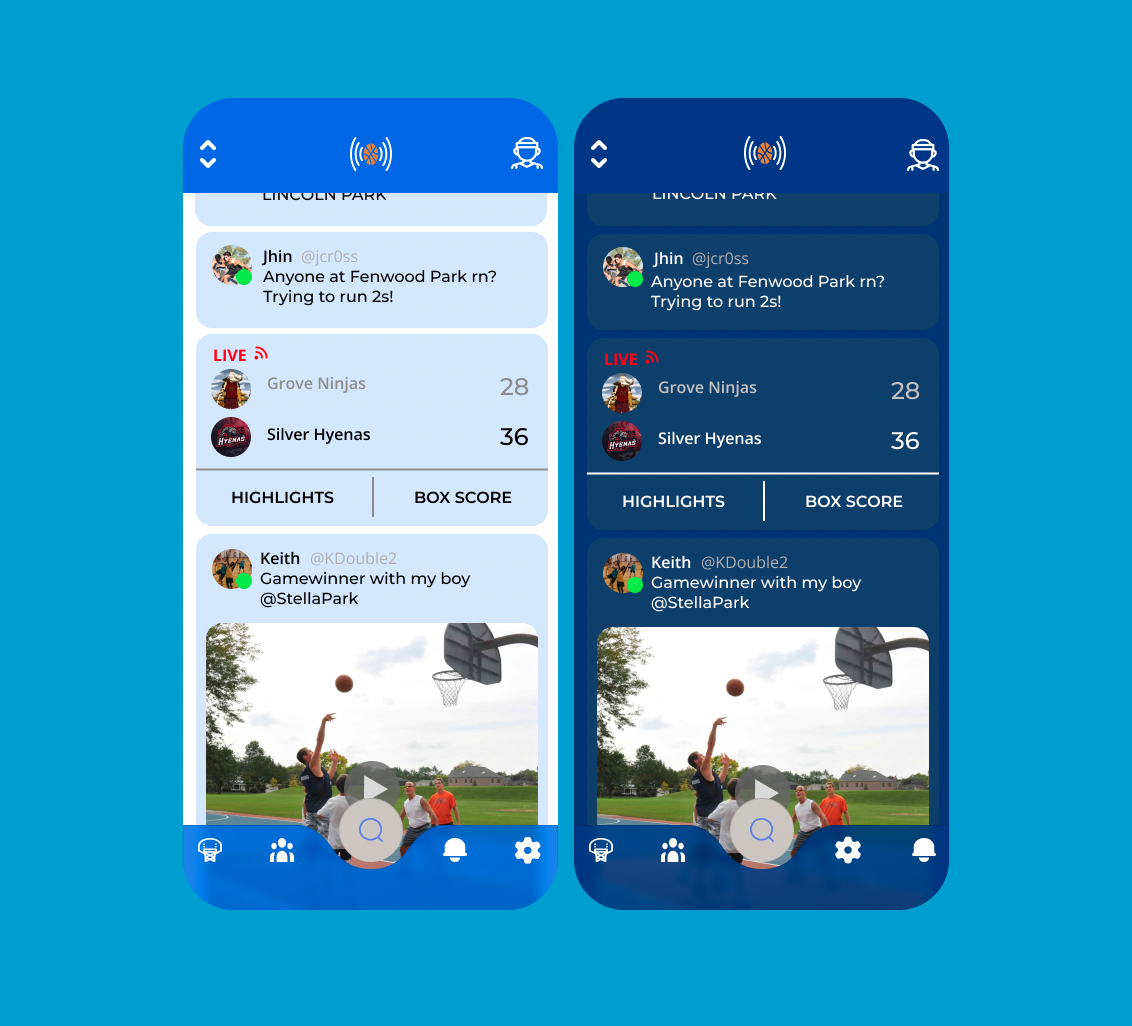 LINCOLN PARK
Jhin @jcr0ss
Anyone at Fenwood Park rn?
Trying to run 2s!
LIVE
Grove Ninjas 28
HYENAS
Silver Hyenas 36
HIGHLIGHTS BOX SCORE
Keith @KDouble2
Gamewinner with my boy
@StellaPark
LINCOLN PARK
Jhin @jcr0ss
Anyone at Fenwood Park rn?
Trying to run 2s!
LIVE
Grove Ninjas 28
HYENAS
Silver Hyenas 36
HIGHLIGHTS BOX SCORE
Keith @KDouble2
Gamewinner with my boy
@StellaPark